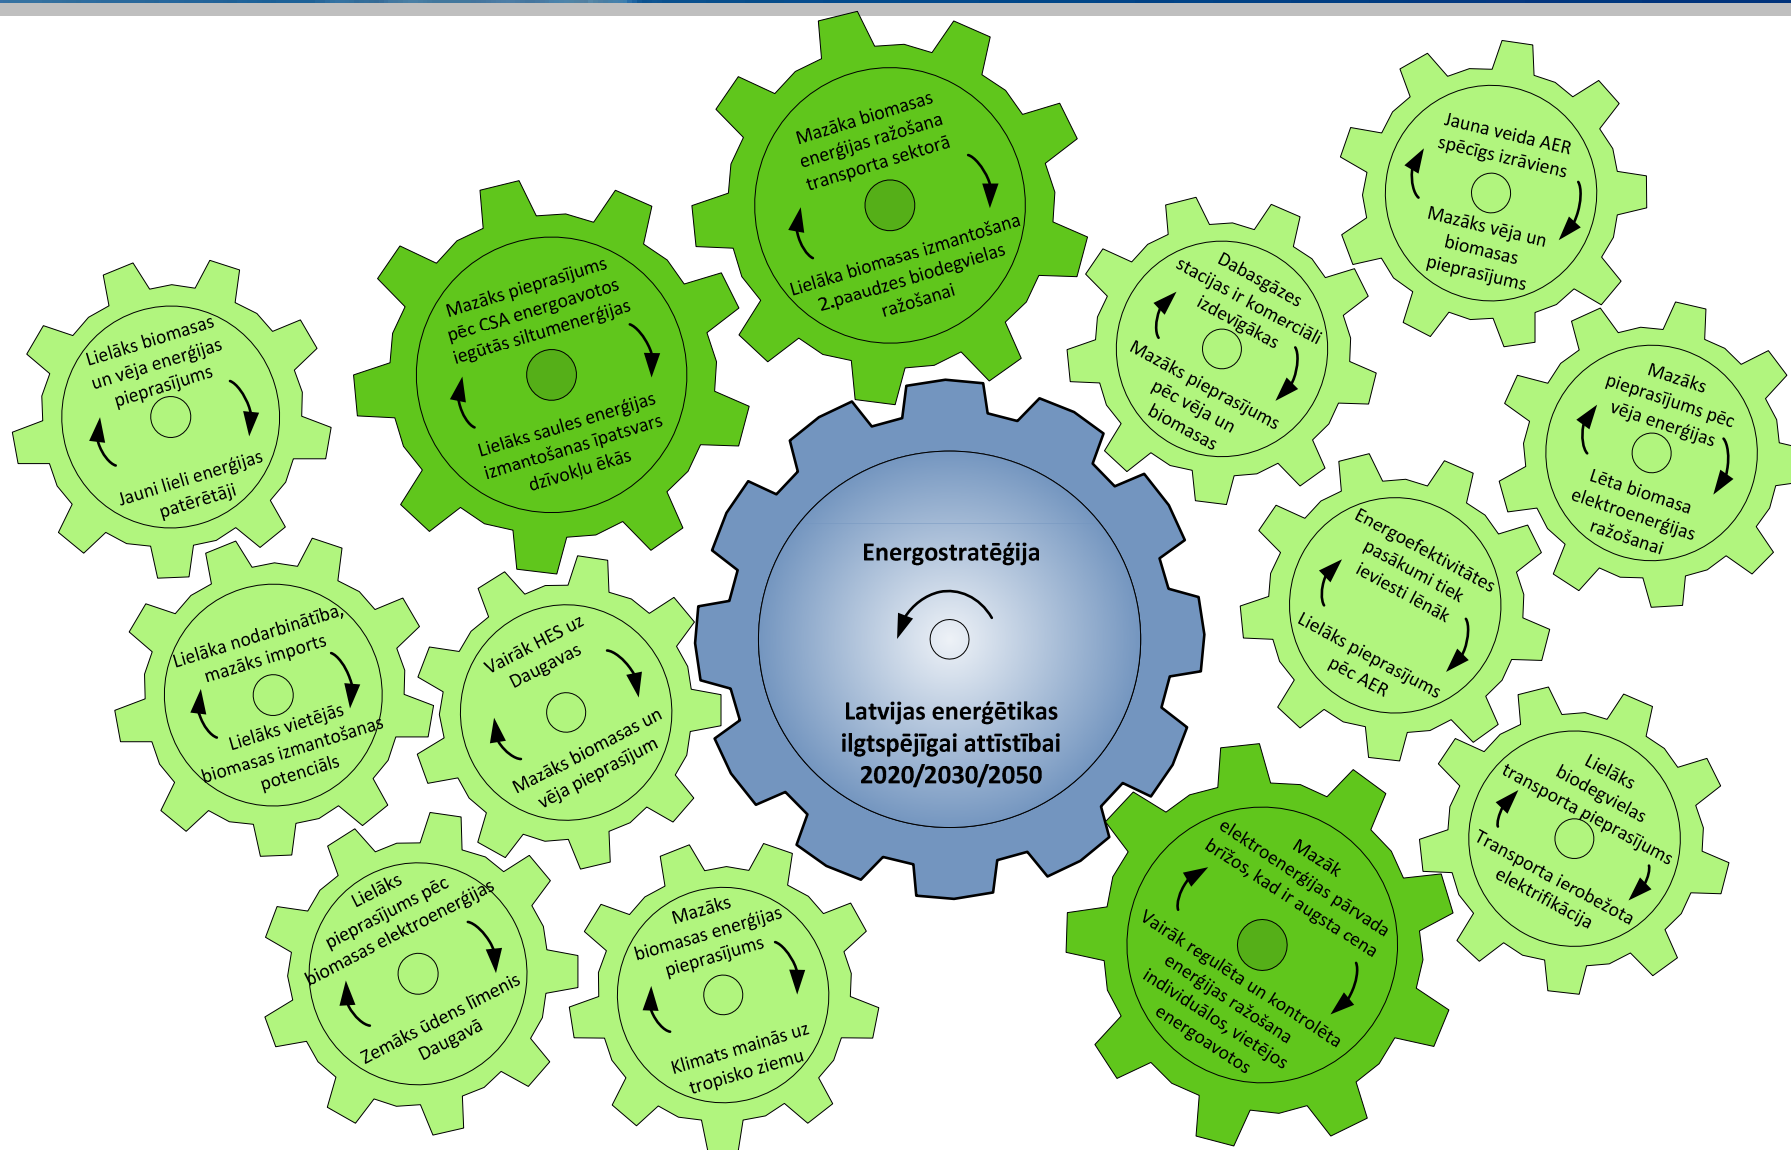 Mazāka biomasas
enerģijas ražošana
transporta sektorā
Lielāka biomasas izmantošana
2.paaudzes biodegvielas
ražošanai
Jauna veida AER
spēcīgs izrāviens
Mazāks vēja un
biomasas
pieprasījums
Mazāks pieprasījums
pēc CSA energoavotos
iegūtās siltumenerģijas
Lielāks saules enerģijas
izmantošanas īpatsvars
dzīvokļu ēkās
Dabasgāzes
stacijas ir komerciāli
izdevīgākas
Mazāks pieprasījums
pēc vēja un
biomasas
Lielāks biomasas
un vēja enerģijas
pieprasījums
Jauni lieli enerģijas
patērētāji
Mazāks
pieprasījums pēc
vēja enerģijas
Lēta biomasa
elektroenerģijas
ražošanai
Energostratēģija
Latvijas enerģētikas
ilgtspējīgai attīstībai
2020/2030/2050
Energoefektivitātes
pasākumi tiek
ieviesti lēnāk
Lielāks pieprasījums
pēc AER
Lielāka nodarbinātība,
mazāks imports
Lielāks vietējās
biomasas izmantošanas
potenciāls
Vairāk HES uz
Daugavas
Mazāks biomasas un
vēja pieprasījum
Lielāks
biodegvielas
transporta pieprasījums
Transporta ierobežota
elektrifikācija
Lielāks
pieprasījums pēc
biomasas elektroenerģijas
Zemāks ūdens līmenis
Daugavā
Mazāks
biomasas enerģijas
pieprasījums
Klimats mainās uz
tropisko ziemu
Mazāk
elektroenerģijas pārvada
brīžos, kad ir augsta cena
Vairāk regulēta un kontrolēta
enerģijas ražošana
individuālos, vietējos
energoavotos